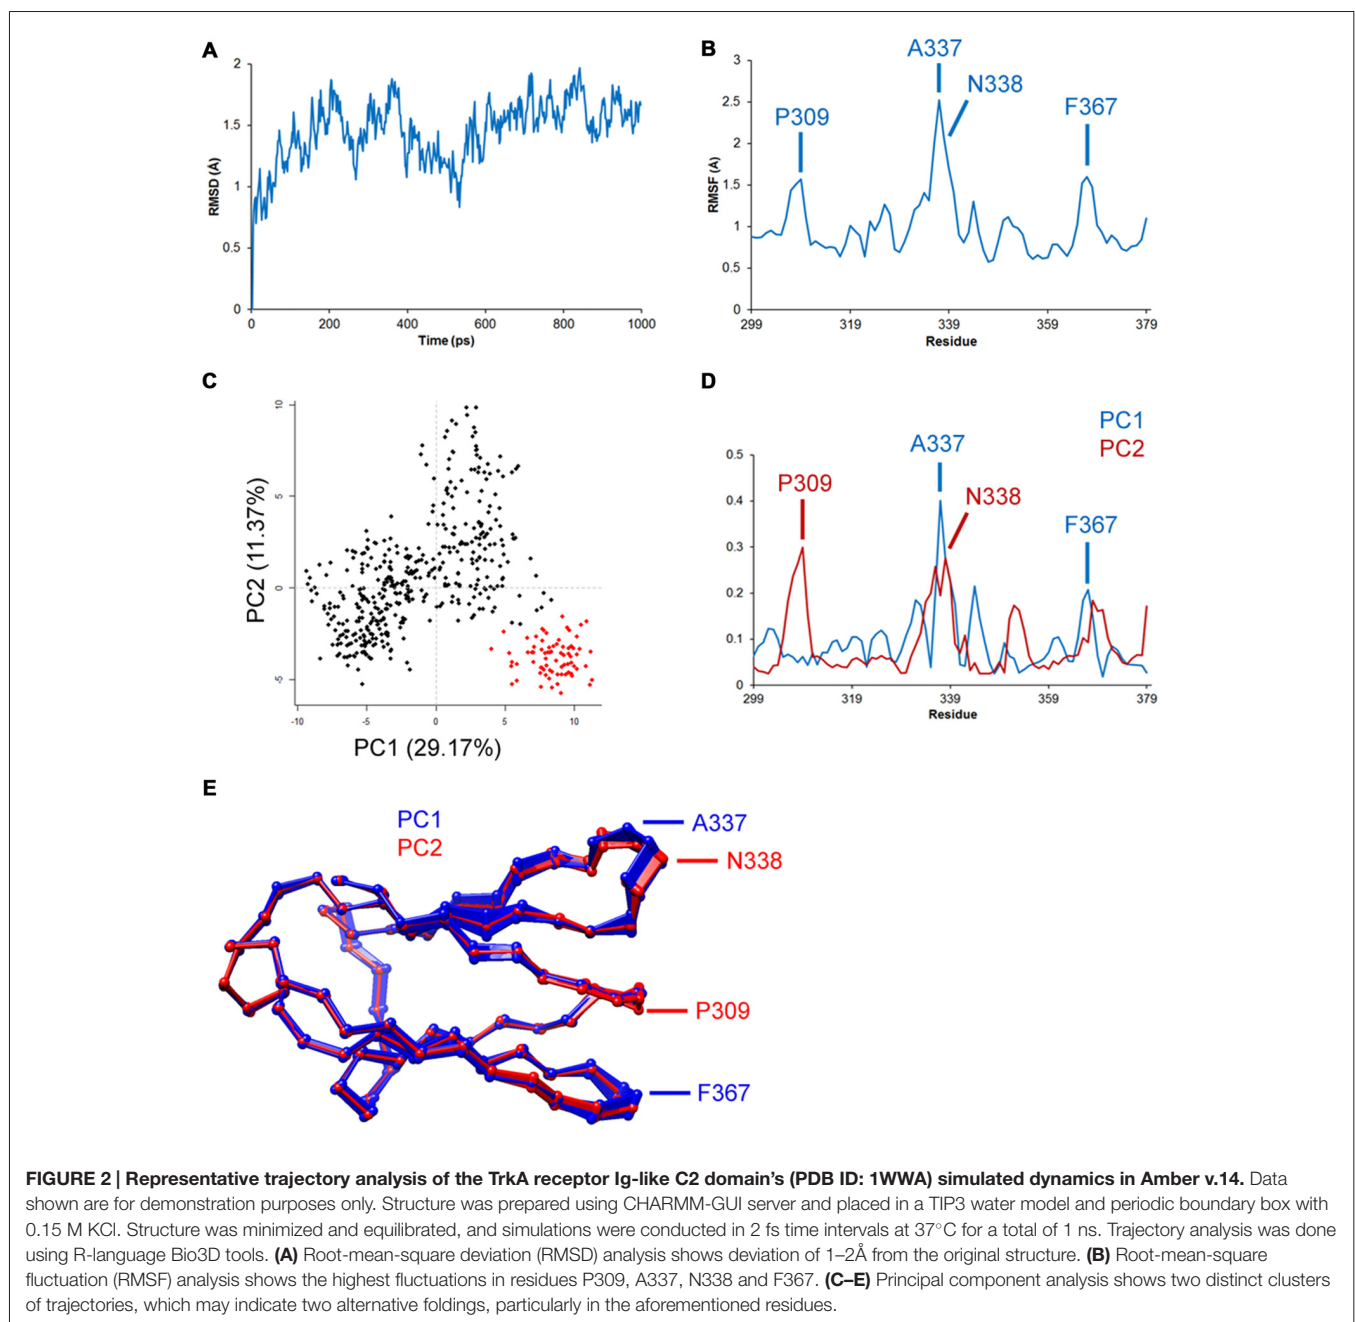 A
2
1.5
1
0.5
0
RMSD (Å)
0 200 400 600 800 1000
Time (ps)
B
A337
N338
P309
F367
3
2.5
2
1.5
1
0.5
0
RMSF (Å)
299 319 339 359 379
Residue
C
10
5
0
-5
PC2 (11.37%)
-10 -5 0 5 10
PC1 (29.17%)
D
PC1
PC2
A337
P309
N338
F367
0.5
0.4
0.3
0.2
0.1
0
299 319 339 359 379
Residue
E
PC1
PC2
A337
N338
P309
F367
FIGURE 2 | Representative trajectory analysis of the TrkA receptor Ig-like C2 domain’s (PDB ID: 1WWA) simulated dynamics in Amber v.14. Data
shown are for demonstration purposes only. Structure was prepared using CHARMM-GUI server and placed in a TIP3 water model and periodic boundary box with
0.15 M KCl. Structure was minimized and equilibrated, and simulations were conducted in 2 fs time intervals at 37°C for a total of 1 ns. Trajectory analysis was done
using R-language Bio3D tools. (A) Root-mean-square deviation (RMSD) analysis shows deviation of 1–2Å from the original structure. (B) Root-mean-square
fluctuation (RMSF) analysis shows the highest fluctuations in residues P309, A337, N338 and F367. (C–E) Principal component analysis shows two distinct clusters
of trajectories, which may indicate two alternative foldings, particularly in the aforementioned residues.